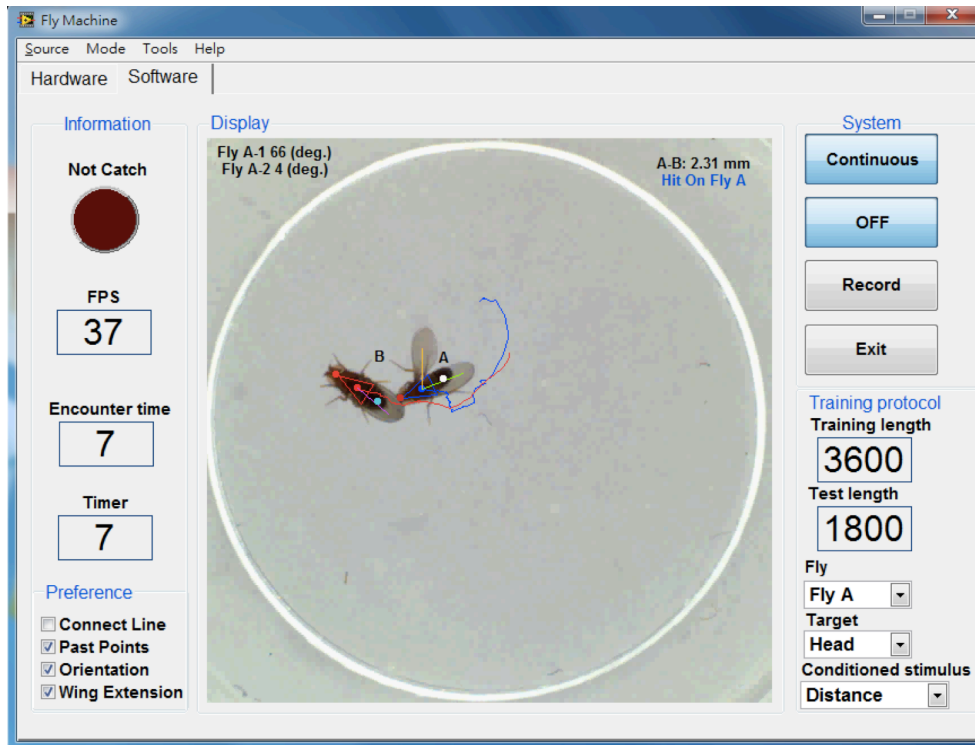 Fly Machine
Source Mode Tools Help
Hardware Software
Information
Not Catch
FPS
37
Encounter time
7
Timer
7
Preference
Connect Line
Past Points
Orientation
Wing Extension
Display
Fly A-1 66 (deg.)
Fly A-2 4 (deg.)
A-B: 2.31 mm
Hit On Fly A
B A
System
Continuous
OFF
Record
Exit
Training protocol
Training length
3600
Test length
1800
Fly
Fly A
Target
Head
Conditioned stimulus
Distance